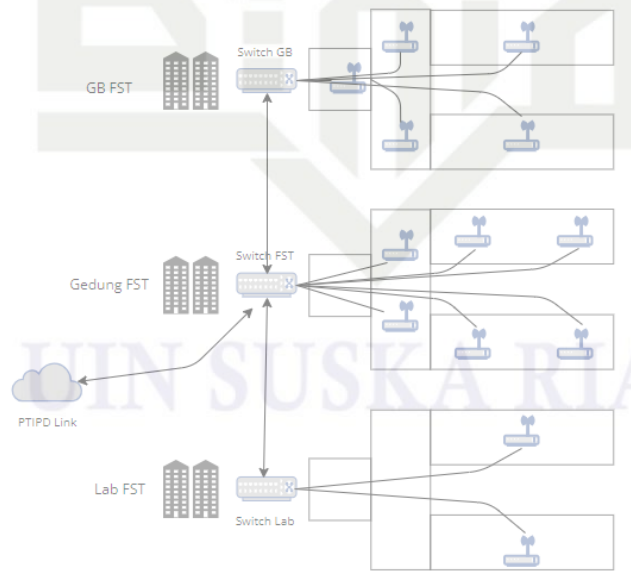 Switch GB
GB FST
Switch FST
Gedung FST
UIN SUSKA RIA
PTIPD Link
Lab FST
Switch Lab